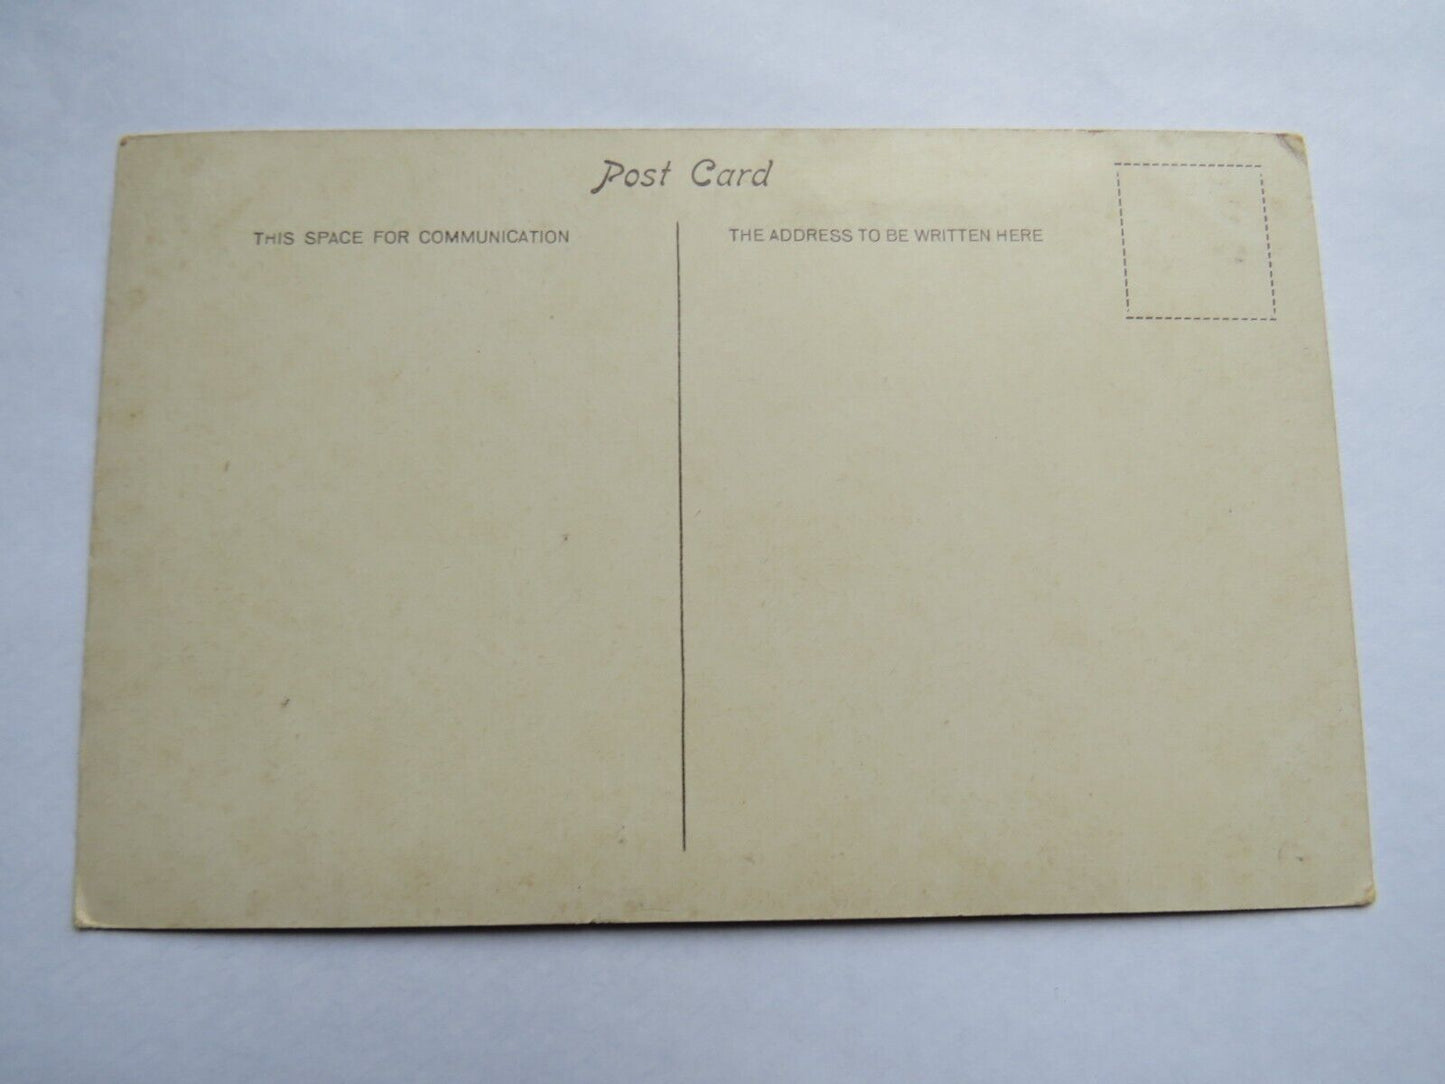 Post Card
THIS SPACE FOR COMMUNICATION
THE ADDRESS TO BE WRITTEN HERE